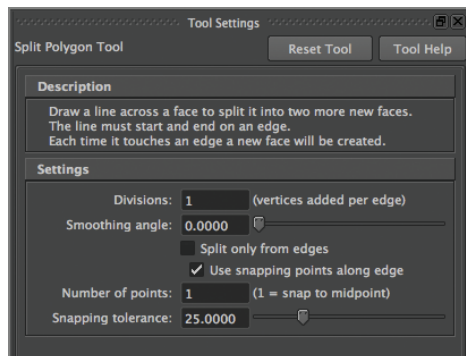 Tool Settings
Split Polygon Tool Reset Tool Tool Help
Description
Draw a line across a face to split it into two more new faces.
The line must start and end on an edge.
Each time it touches an edge a new face will be created.
Settings
Divisions: 1 (vertices added per edge)
Smoothing angle: 0.0000
Split only from edges
Use snapping points along edge
Number of points: 1 (1 = snap to midpoint)
Snapping tolerance: 25.0000